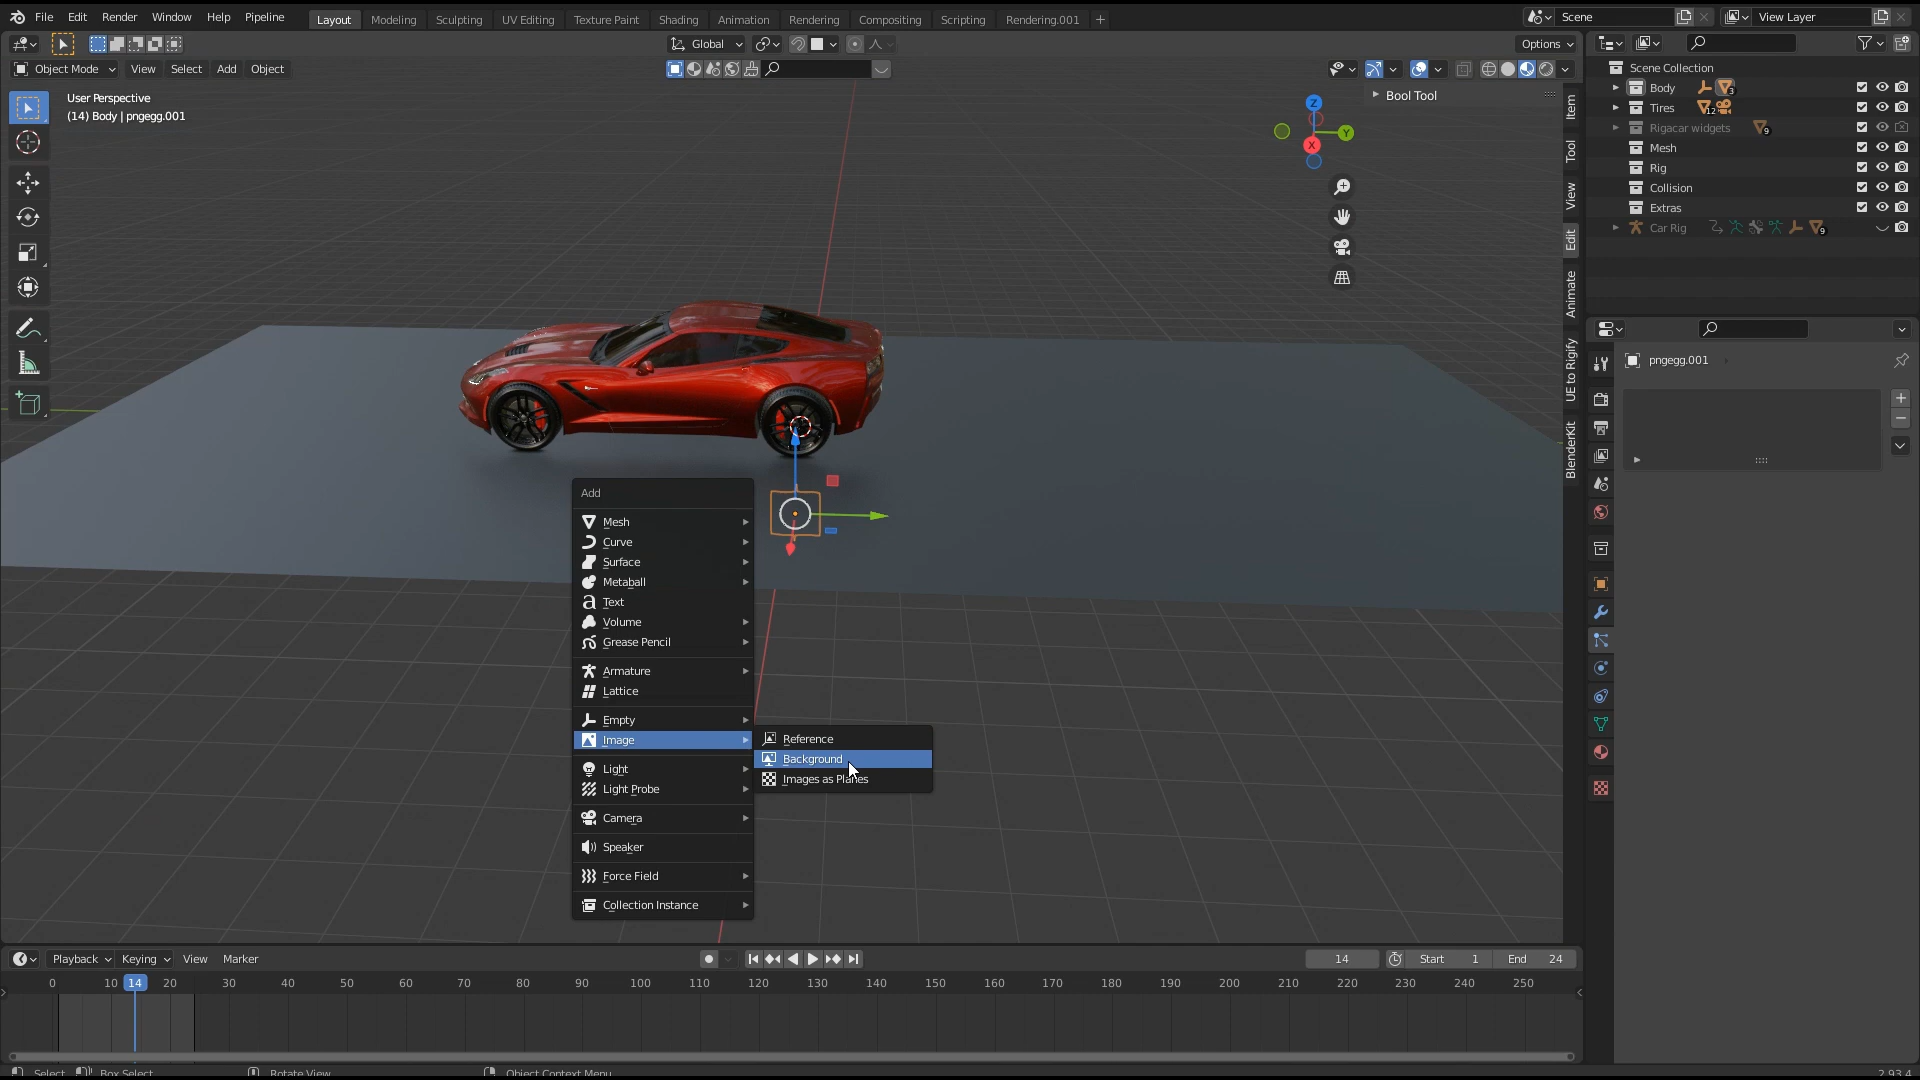 File Edit Render Window Help Pipeline Layout Modeling Sculpting UV Editing Texture Paint Shading Animation Rendering Compositing Scripting Rendering.001 + Scene View Layer
Global Options
Object Mode View Select Add Object
User Perspective
(14) Body | pngegg.001
Bool Tool
Z
Y
X
Item
Tool
View
Edit
Animate
UE to Rigify
BlenderKit
Scene Collection
Body 3
Tires 12
Rigacar widgets 9
Mesh
Rig
Collision
Extras
Car Rig 9
pngegg.001
Add
Mesh
Curve
Surface
Metaball
Text
Volume
Grease Pencil
Armature
Lattice
Empty
Image
Light
Light Probe
Camera
Speaker
Force Field
Collection Instance
Reference
Background
Images as Planes
Playback Keying View Marker 14 Start 1 End 24
0 10 14 20 30 40 50 60 70 80 90 100 110 120 130 140 150 160 170 180 190 200 210 220 230 240 250
Select Box Select Rotate View Object Context Menu 2.93.4